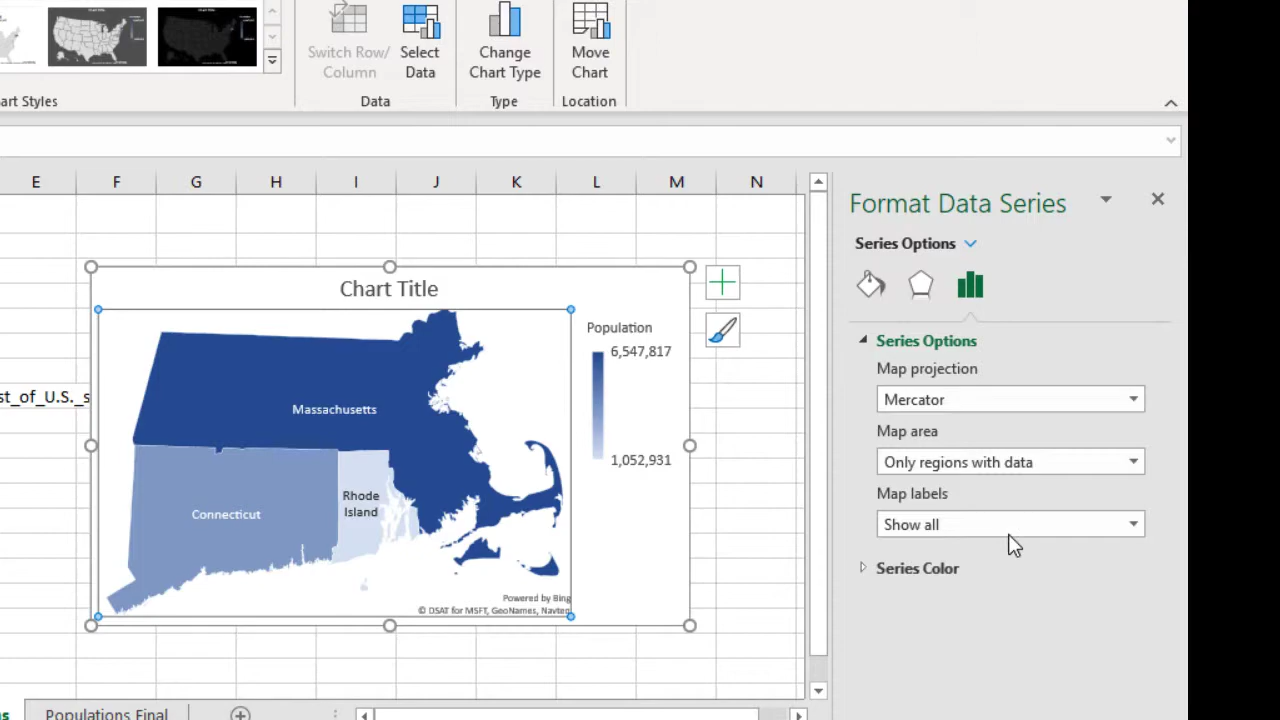 Switch Row/
Column
Select
Data
Change
Chart Type
Move
Chart
art Styles
Data
Type
Location
E F G H I J K L M N
st_of_U.S._s
Chart Title
Population
6,547,817
1,052,931
Massachusetts
Connecticut
Rhode
Island
Powered by Bing
© DSAT for MSFT, GeoNames, Navteq
Format Data Series
Series Options
Series Options
Map projection
Mercator
Map area
Only regions with data
Map labels
Show all
Series Color
Populations Final